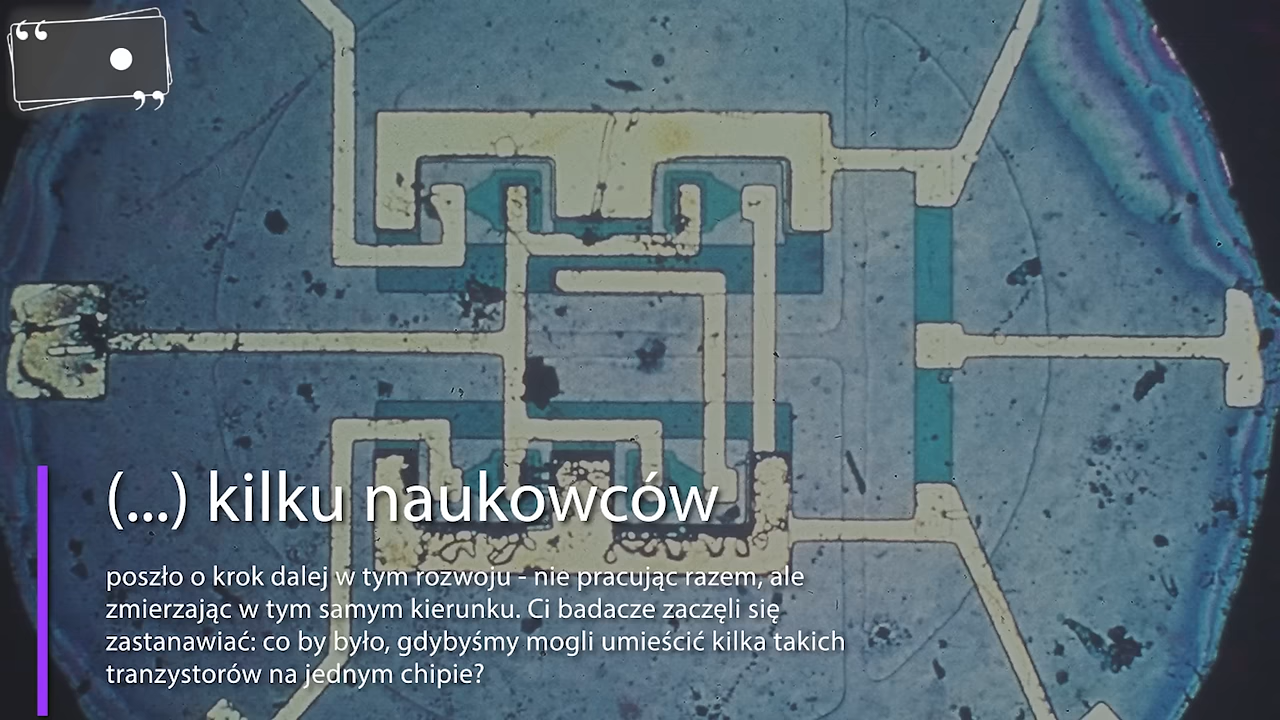 (...) kilku naukowców
poszło o krok dalej w tym rozwoju - nie pracując razem, ale
zmierzając w tym samym kierunku. Ci badacze zaczęli się
zastanawiać: co by było, gdybyśmy mogli umieścić kilka takich
tranzystorów na jednym chipie?